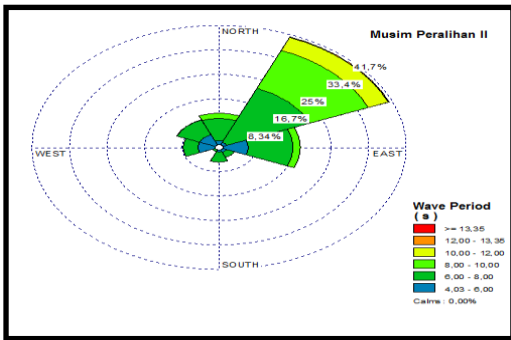 NORTH
Musim Peralihan II
41,7%
33,4%
25%
16,7%
8,34%
WEST
EAST
SOUTH
Wave Period
( s )
>= 13,35
12,00 - 13,35
10,00 - 12,00
8,00 - 10,00
6,00 - 8,00
4,03 - 6,00
Calms : 0,00%